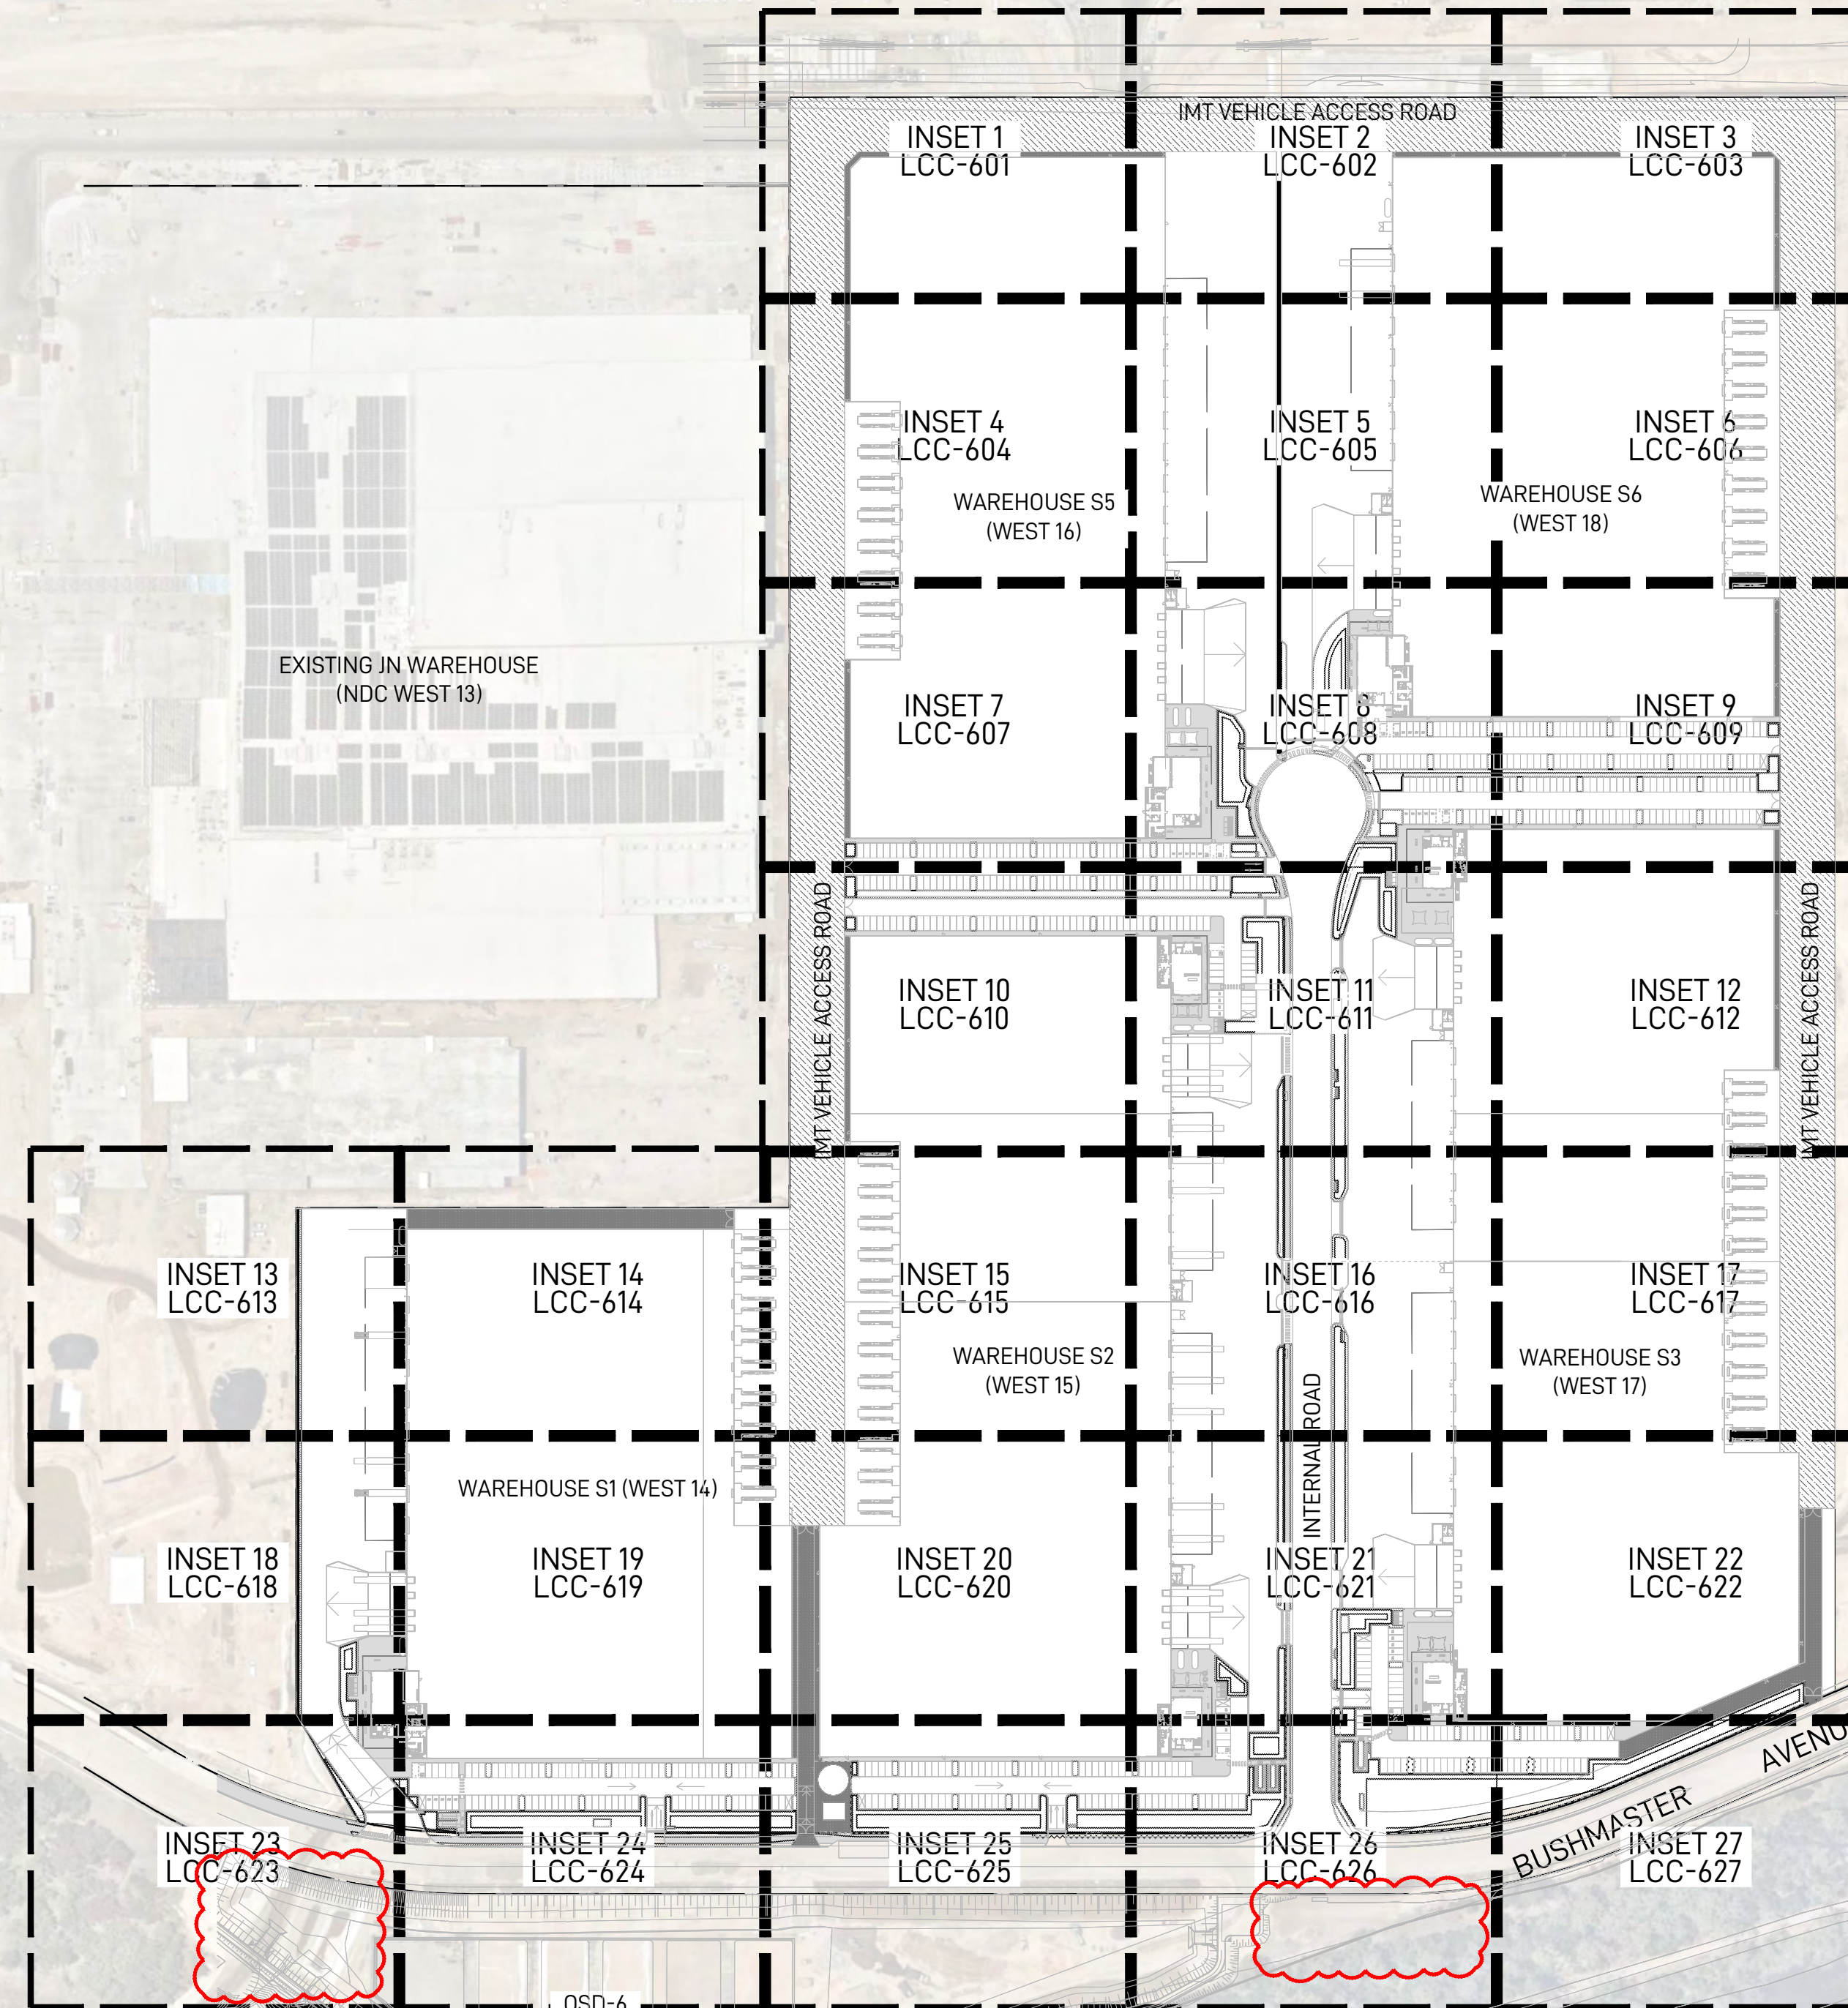 IMT VEHICLE ACCESS ROAD
INSET 1
LCC-601
INSET 2
LCC-602
INSET 3
LCC-603
INSET 4
LCC-604
INSET 5
LCC-605
INSET 6
LCC-606
WAREHOUSE S5
(WEST 16)
WAREHOUSE S6
(WEST 18)
EXISTING JN WAREHOUSE
(NDC WEST 13)
INSET 7
LCC-607
INSET 8
LCC-608
INSET 9
LCC-609
IMT VEHICLE ACCESS ROAD
IMT VEHICLE ACCESS ROAD
INSET 10
LCC-610
INSET 11
LCC-611
INSET 12
LCC-612
INSET 13
LCC-613
INSET 14
LCC-614
INSET 15
LCC-615
INSET 16
LCC-616
INSET 17
LCC-617
WAREHOUSE S2
(WEST 15)
WAREHOUSE S3
(WEST 17)
INTERNAL ROAD
WAREHOUSE S1 (WEST 14)
INSET 18
LCC-618
INSET 19
LCC-619
INSET 20
LCC-620
INSET 21
LCC-621
INSET 22
LCC-622
BUSHMASTER AVENU
INSET 23
LCC-623
INSET 24
LCC-624
INSET 25
LCC-625
INSET 26
LCC-626
INSET 27
LCC-627
OSD-6